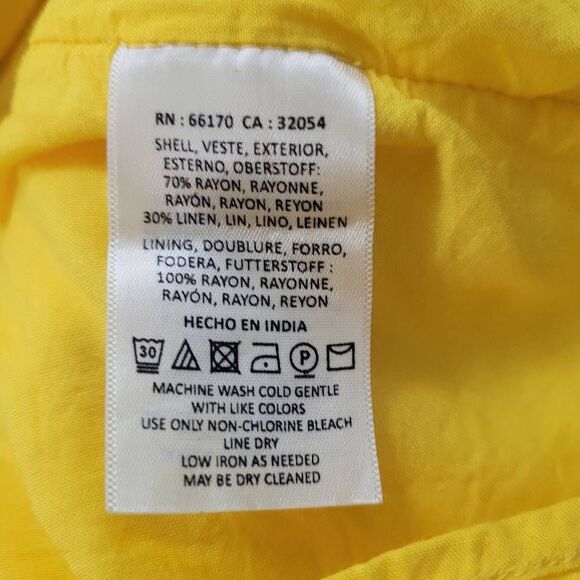 RN : 66170 CA : 32054
SHELL, VESTE, EXTERIOR,
ESTERNO, OBERSTOFF:
70% RAYON, RAYONNE,
RAYÓN, RAYON, REYON
30% LINEN, LIN, LINO, LEINEN
LINING, DOUBLURE, FORRO,
FODERA, FUTTERSTOFF :
100% RAYON, RAYONNE,
RAYÓN, RAYON, REYON
HECHO EN INDIA
30 P
MACHINE WASH COLD GENTLE
WITH LIKE COLORS
USE ONLY NON-CHLORINE BLEACH
LINE DRY
LOW IRON AS NEEDED
MAY BE DRY CLEANED